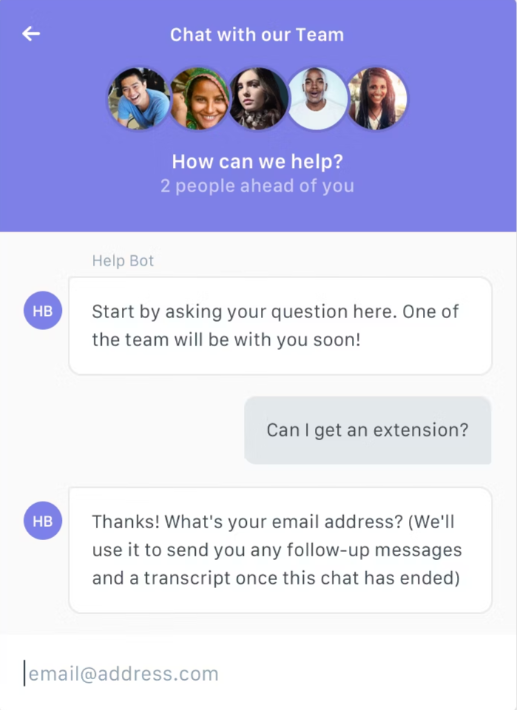 Chat with our Team
How can we help?
2 people ahead of you
Help Bot
HB
Start by asking your question here. One of
the team will be with you soon!
Can I get an extension?
HB
Thanks! What's your email address? (We'll
use it to send you any follow-up messages
and a transcript once this chat has ended)
email@address.com